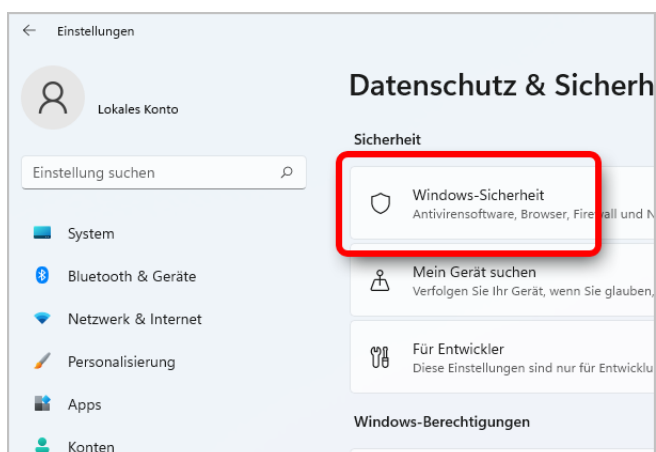 Einstellungen
Lokales Konto
Einstellung suchen
System
Bluetooth & Geräte
Netzwerk & Internet
Personalisierung
Apps
Konten
Datenschutz & Sicherh
Sicherheit
Windows-Sicherheit
Antivirensoftware, Browser, Firewall und N
Mein Gerät suchen
Verfolgen Sie Ihr Gerät, wenn Sie glauben,
Für Entwickler
Diese Einstellungen sind nur für Entwicklu
Windows-Berechtigungen